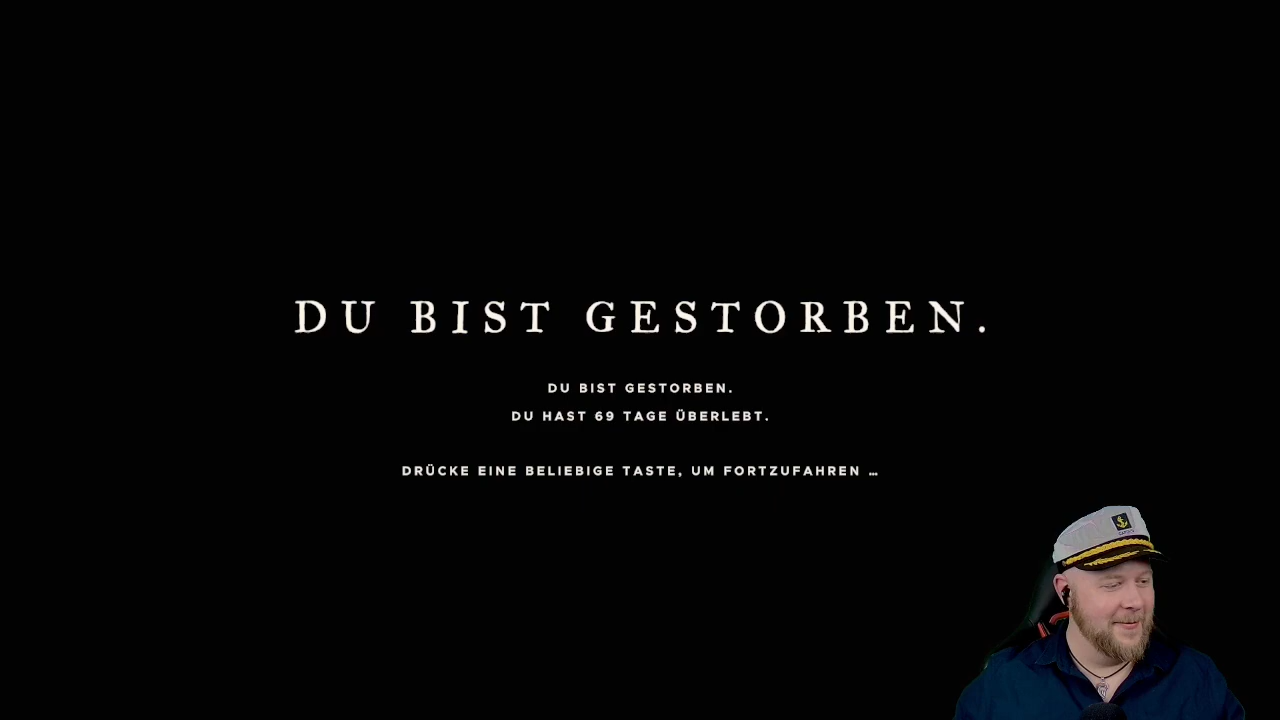 DU BIST GESTORBEN.
DU BIST GESTORBEN.
DU HAST 69 TAGE ÜBERLEBT.
DRÜCKE EINE BELIEBIGE TASTE, UM FORTZUFAHREN …